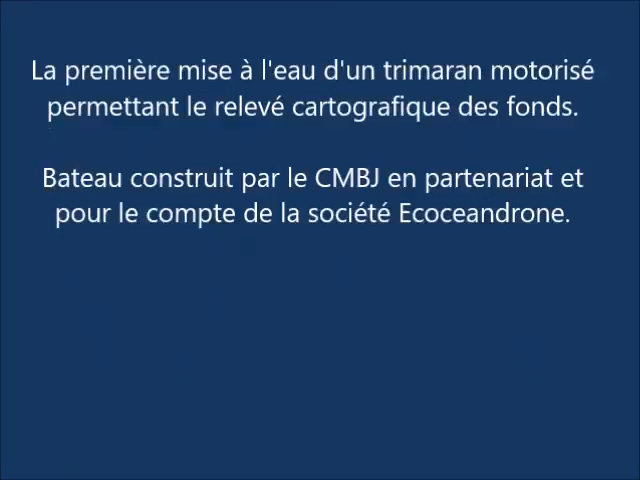 La première mise à l'eau d'un trimaran motorisé
permettant le relevé cartografique des fonds.
Bateau construit par le CMBJ en partenariat et
pour le compte de la société Ecoceandrone.